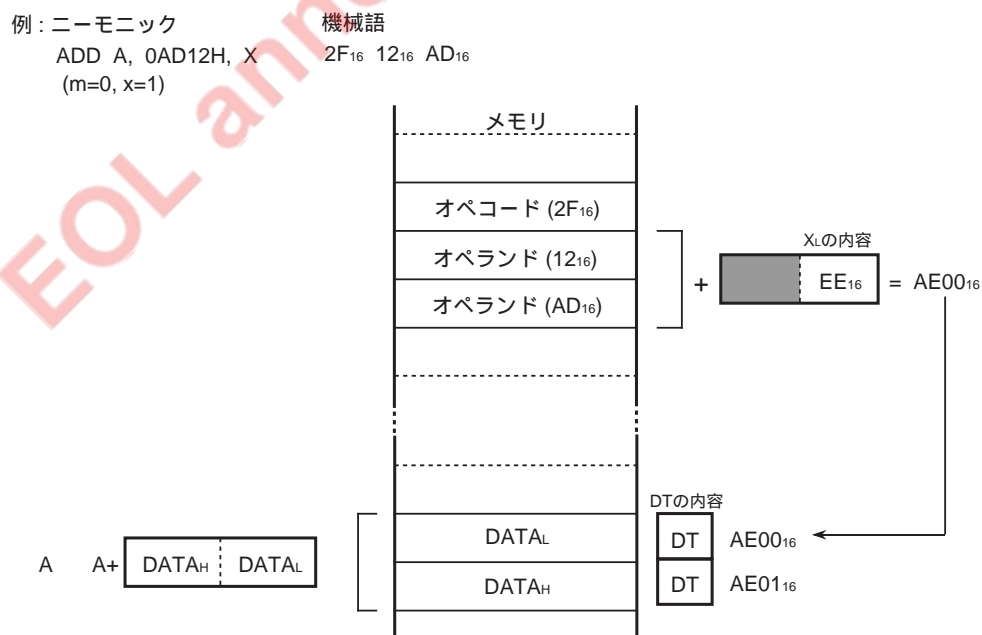 例 : ニーモニック 機械語
ADD A, 0AD12H, X 2F16 1216 AD16
(m=0, x=1)
メモリ
オペコード (2F16)
オペランド (1216)
オペランド (AD16)
XLの内容
+ EE16 = AE0016
DTの内容
DATAL DT AE0016
A A+ DATAH DATAL
DATAH DT AE0116
EOL ann